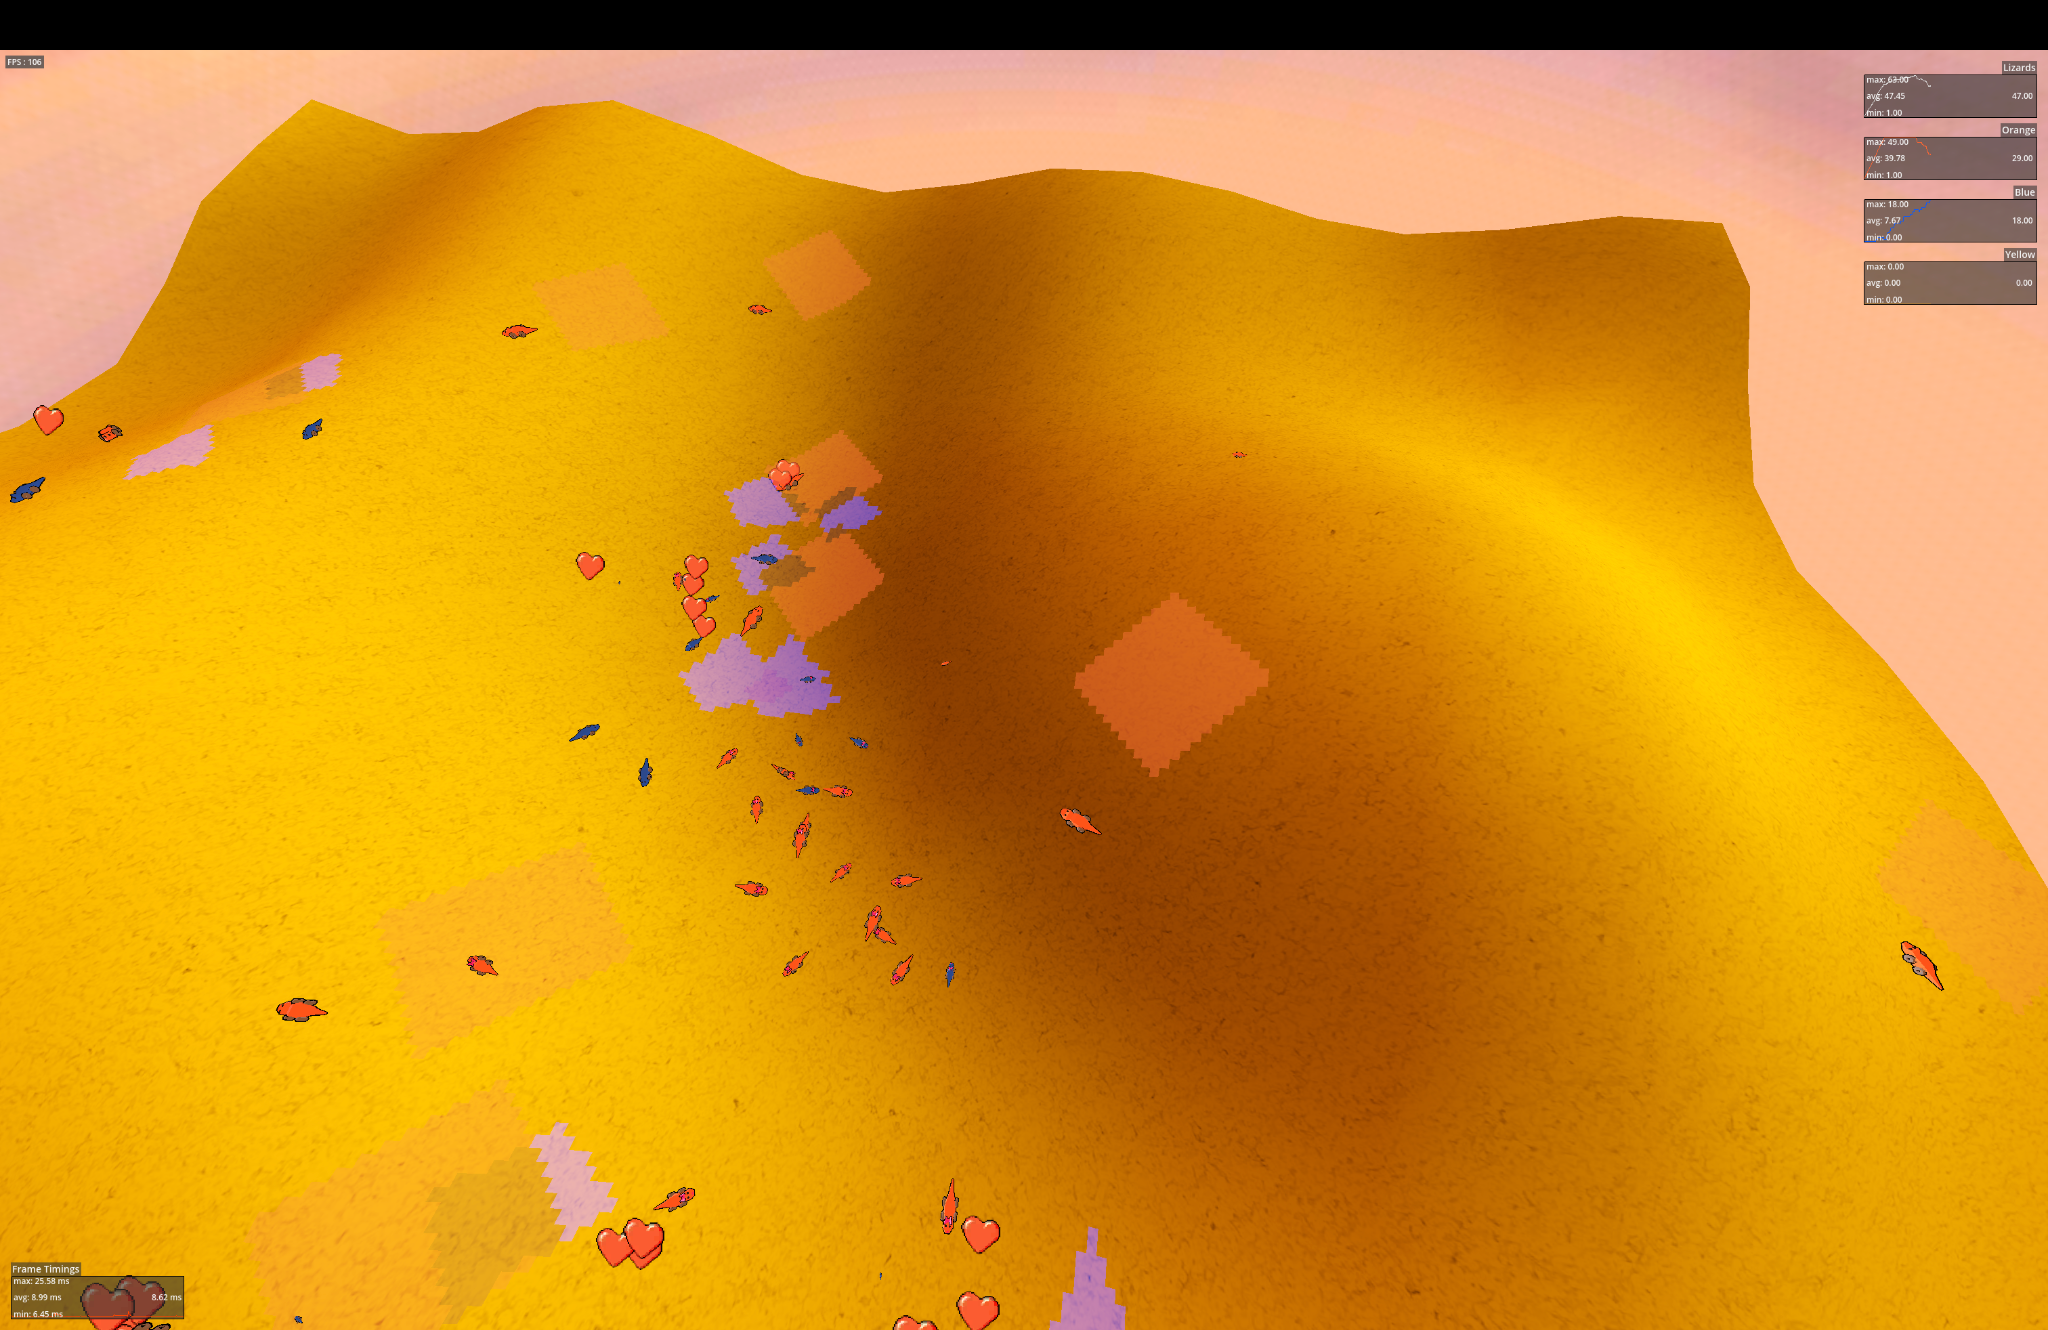 FPS : 106
Lizards
max: 63.00
avg: 47.45 47.00
min: 1.00
Orange
max: 49.00
avg: 39.78 29.00
min: 1.00
Blue
max: 18.00
avg: 7.67 18.00
min: 0.00
Yellow
max: 0.00
avg: 0.00 0.00
min: 0.00
Frame Timings
max: 25.58 ms
avg: 8.99 ms 8.62 ms
min: 6.45 ms